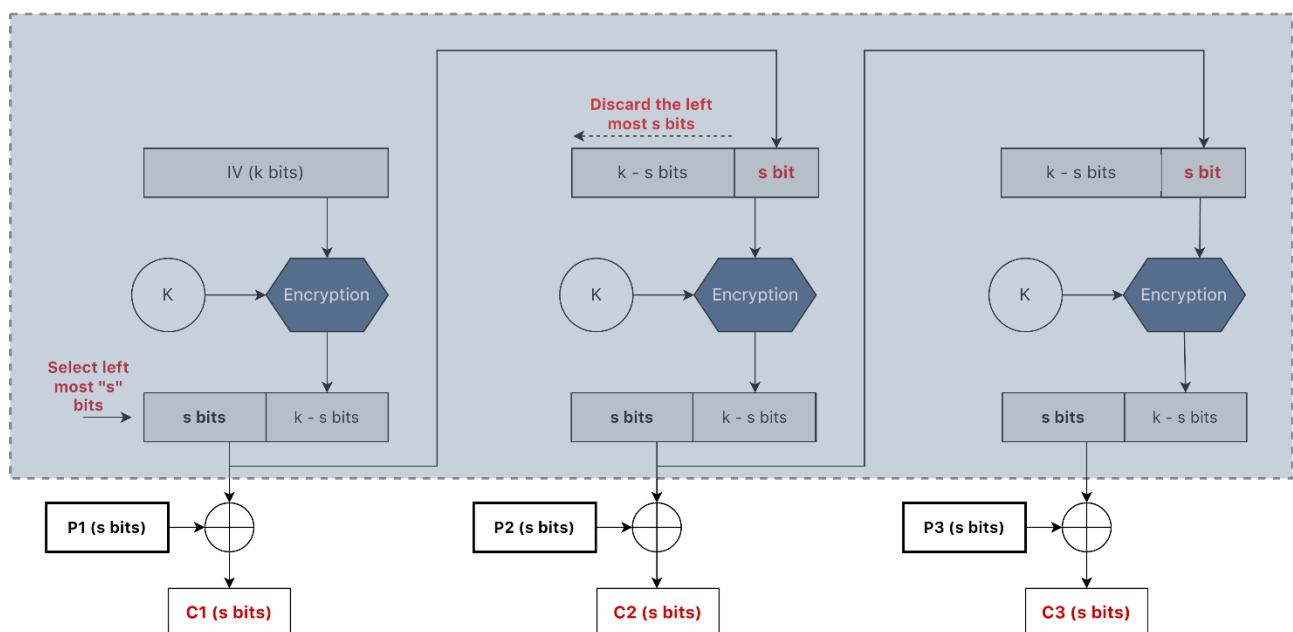 Discard the left
most s bits
IV (k bits)
k - s bits
s bit
k - s bits
s bit
K
Encryption
K
Encryption
K
Encryption
Select left
most "s"
bits
s bits
k - s bits
s bits
k - s bits
s bits
k - s bits
P1 (s bits)
P2 (s bits)
P3 (s bits)
C1 (s bits)
C2 (s bits)
C3 (s bits)